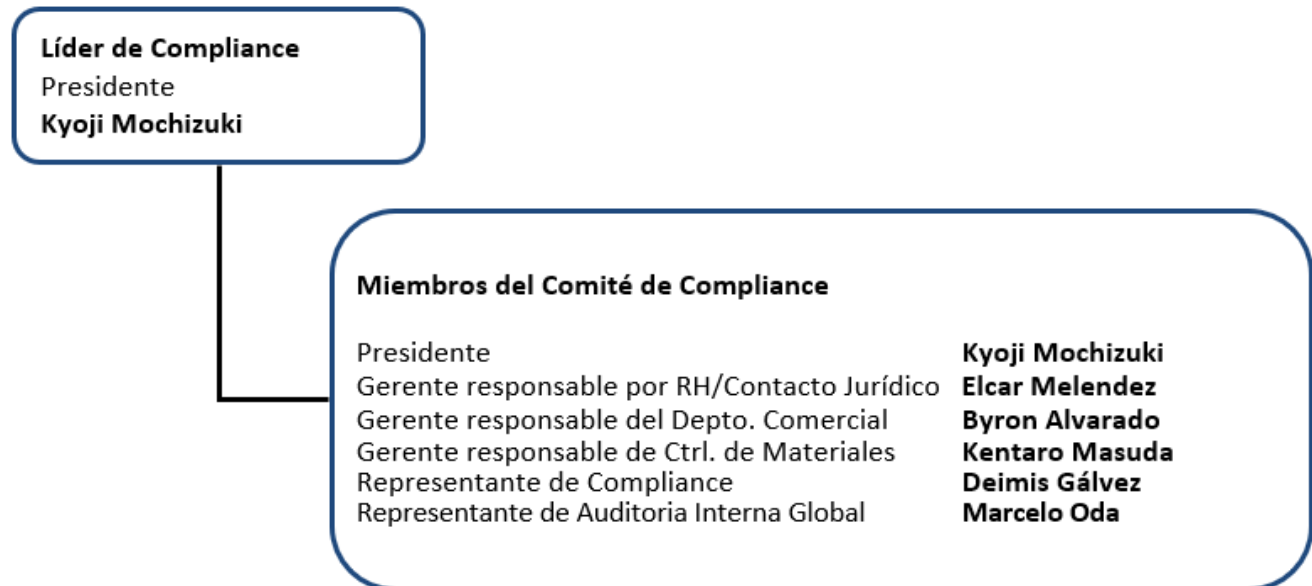 Líder de Compliance
Presidente
Kyoji Mochizuki
Miembros del Comité de Compliance
Presidente Kyoji Mochizuki
Gerente responsable por RH/Contacto Jurídico Elcar Melendez
Gerente responsable del Depto. Comercial Byron Alvarado
Gerente responsable de Ctrl. de Materiales Kentaro Masuda
Representante de Compliance Deimis Gálvez
Representante de Auditoria Interna Global Marcelo Oda